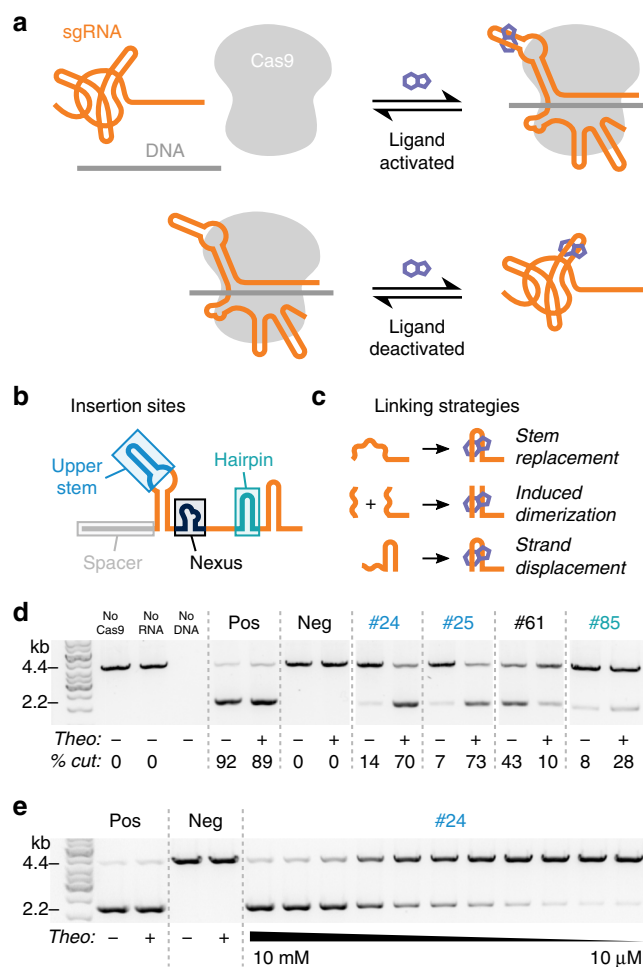 a
sgRNA
Cas9
DNA
Ligand
activated
Ligand
deactivated
b
Insertion sites
Upper
stem
Hairpin
Spacer
Nexus
c
Linking strategies
Stem
replacement
+
Induced
dimerization
Strand
displacement
d
No
Cas9
No
RNA
No
DNA
Pos
Neg
#24
#25
#61
#85
kb
4.4–
2.2–
Theo: – – – – + – + – + – + – + – +
% cut: 0 0 92 89 0 0 14 70 7 73 43 10 8 28
e
Pos
Neg
#24
kb
4.4–
2.2–
Theo: – + – +
10 mM
10 μM